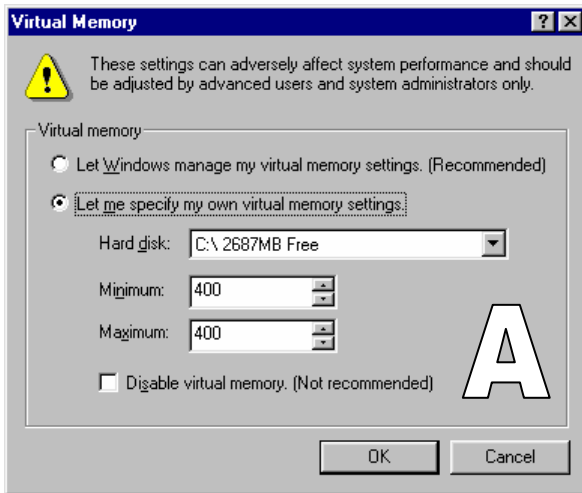 Virtual Memory
These settings can adversely affect system performance and should
be adjusted by advanced users and system administrators only.
Virtual memory
Let Windows manage my virtual memory settings. (Recommended)
Let me specify my own virtual memory settings.
Hard disk: C:\ 2687MB Free
Minimum: 400
Maximum: 400
Disable virtual memory. (Not recommended)
A
OK Cancel